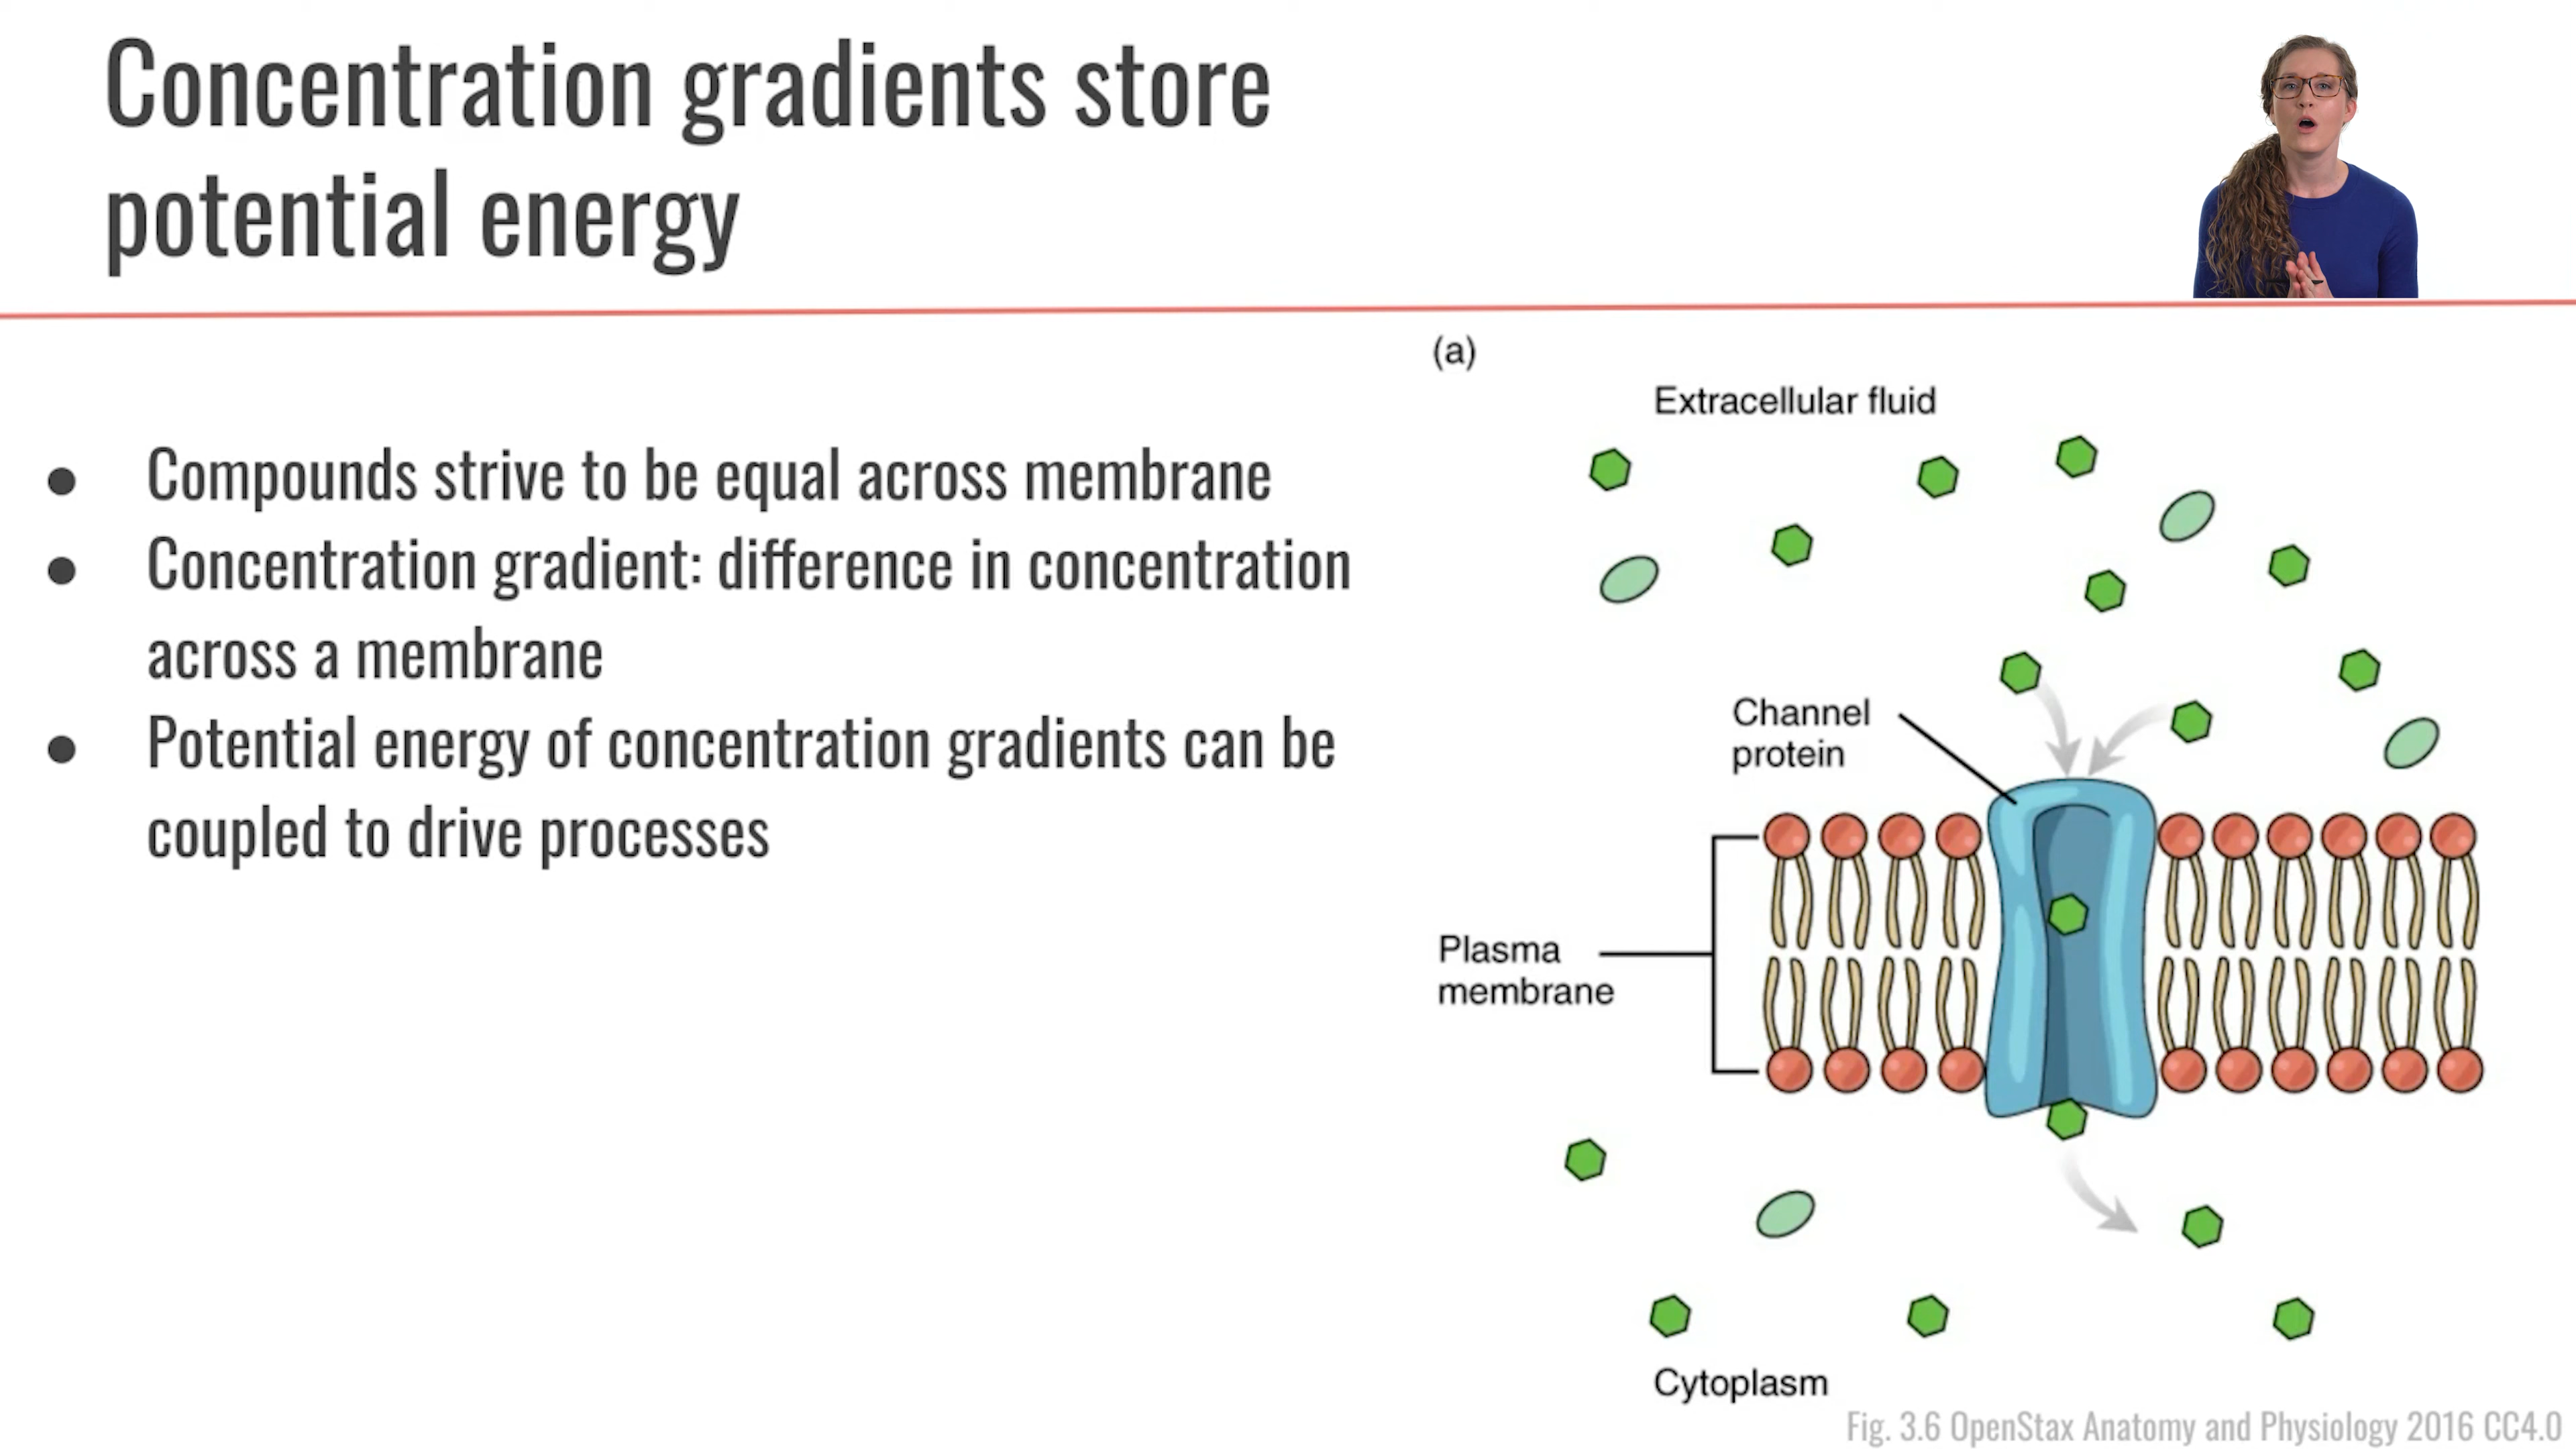 Concentration gradients store
potential energy
● Compounds strive to be equal across membrane
● Concentration gradient: difference in concentration
across a membrane
● Potential energy of concentration gradients can be
coupled to drive processes
(a)
Extracellular fluid
Channel
protein
Plasma
membrane
Cytoplasm
Fig. 3.6 OpenStax Anatomy and Physiology 2016 CC4.0